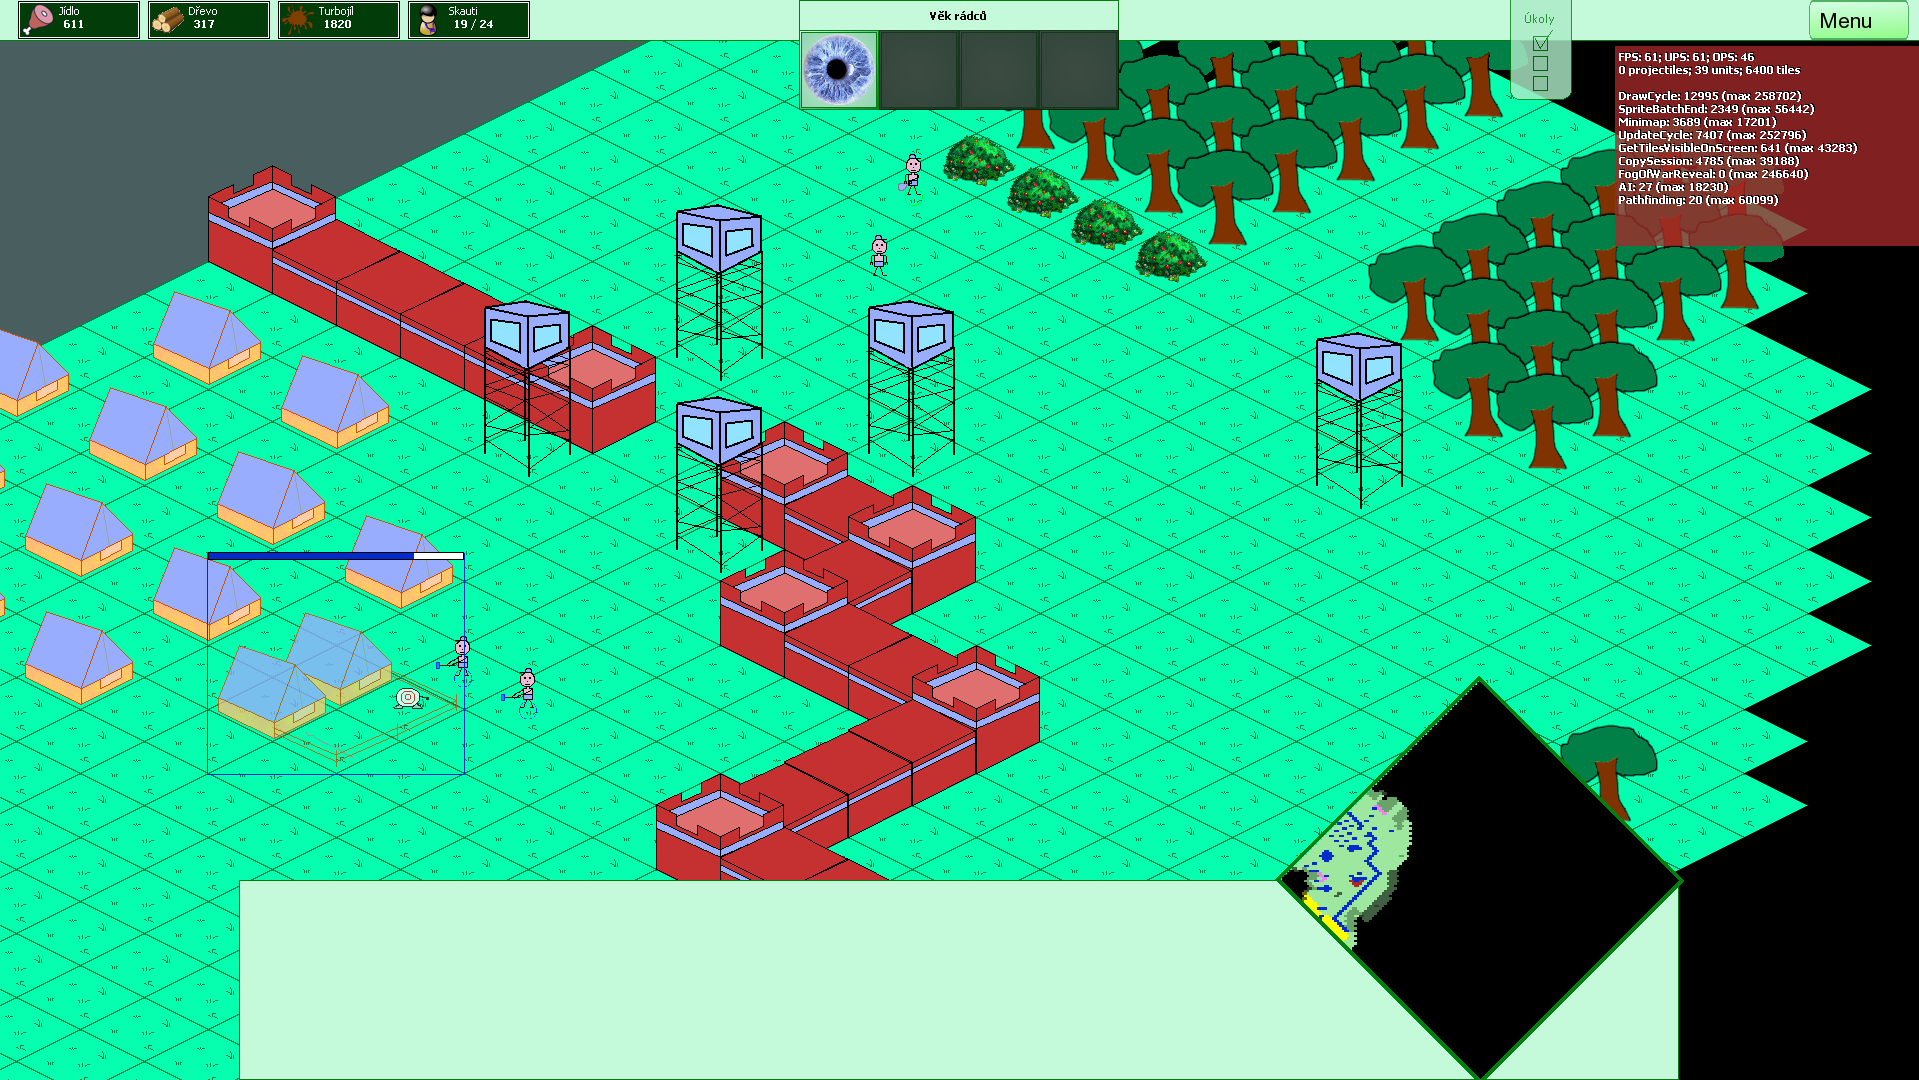 Jídlo
611
Dřevo
317
Turbojíl
1820
Skauti
19 / 24
Věk rádců
Úkoly
Menu
FPS: 61; UPS: 61; OPS: 46
0 projectiles; 39 units; 6400 tiles
DrawCycle: 12995 (max 258702)
SpriteBatchEnd: 2349 (max 56442)
Minimap: 3689 (max 17201)
UpdateCycle: 7407 (max 252796)
GetTilesVisibleOnScreen: 641 (max 43283)
CopySession: 4785 (max 39188)
FogOfWarReveal: 0 (max 246640)
AI: 27 (max 18230)
Pathfinding: 20 (max 60099)